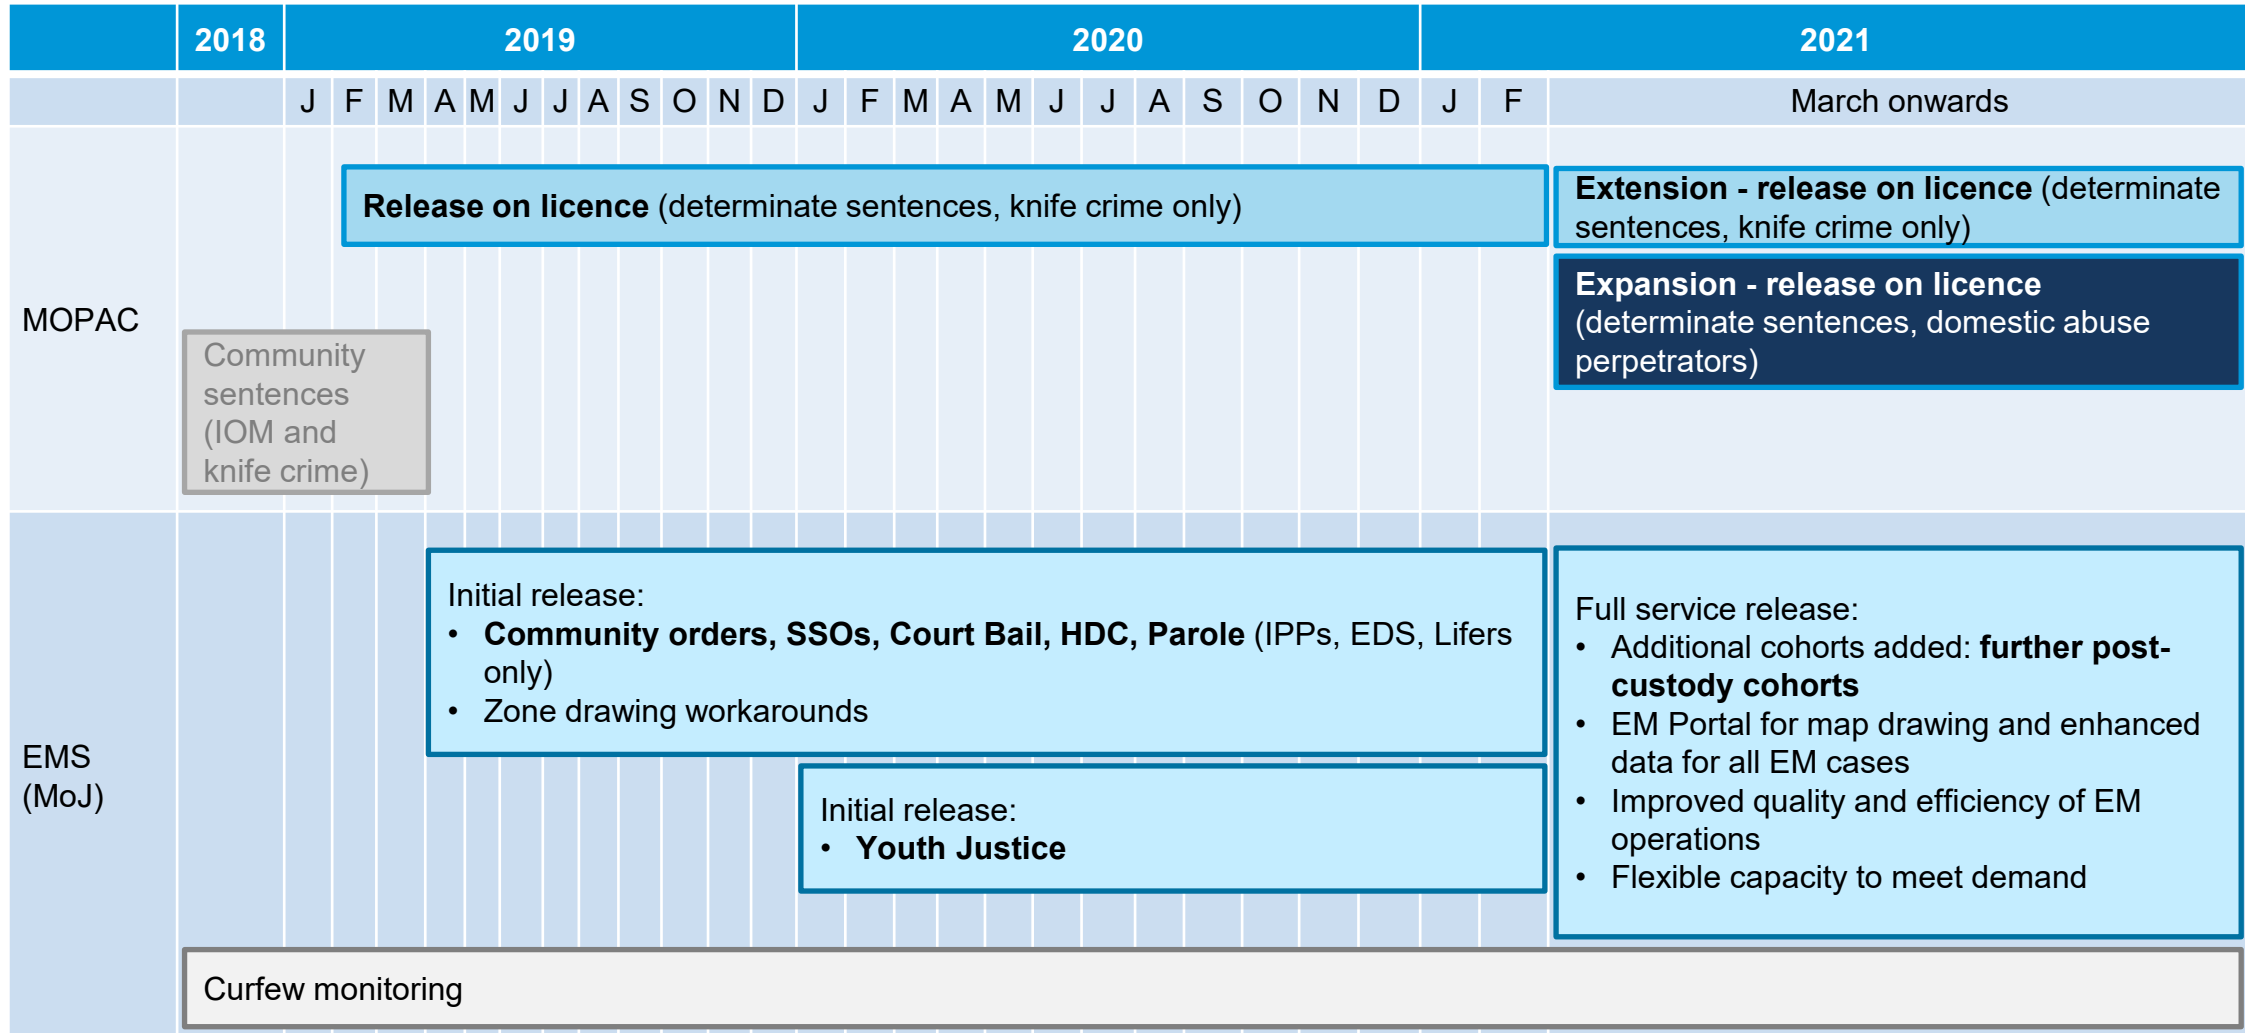 2018 2019 2020 2021
J F M A M J J A S O N D J F M A M J J A S O N D J F March onwards
MOPAC
Release on licence (determinate sentences, knife crime only)
Extension - release on licence (determinate
sentences, knife crime only)
Expansion - release on licence
(determinate sentences, domestic abuse
perpetrators)
Community
sentences
(IOM and
knife crime)
EMS
(MoJ)
Initial release:
• Community orders, SSOs, Court Bail, HDC, Parole (IPPs, EDS, Lifers
only)
• Zone drawing workarounds
Initial release:
• Youth Justice
Full service release:
• Additional cohorts added: further post-
custody cohorts
• EM Portal for map drawing and enhanced
data for all EM cases
• Improved quality and efficiency of EM
operations
• Flexible capacity to meet demand
Curfew monitoring